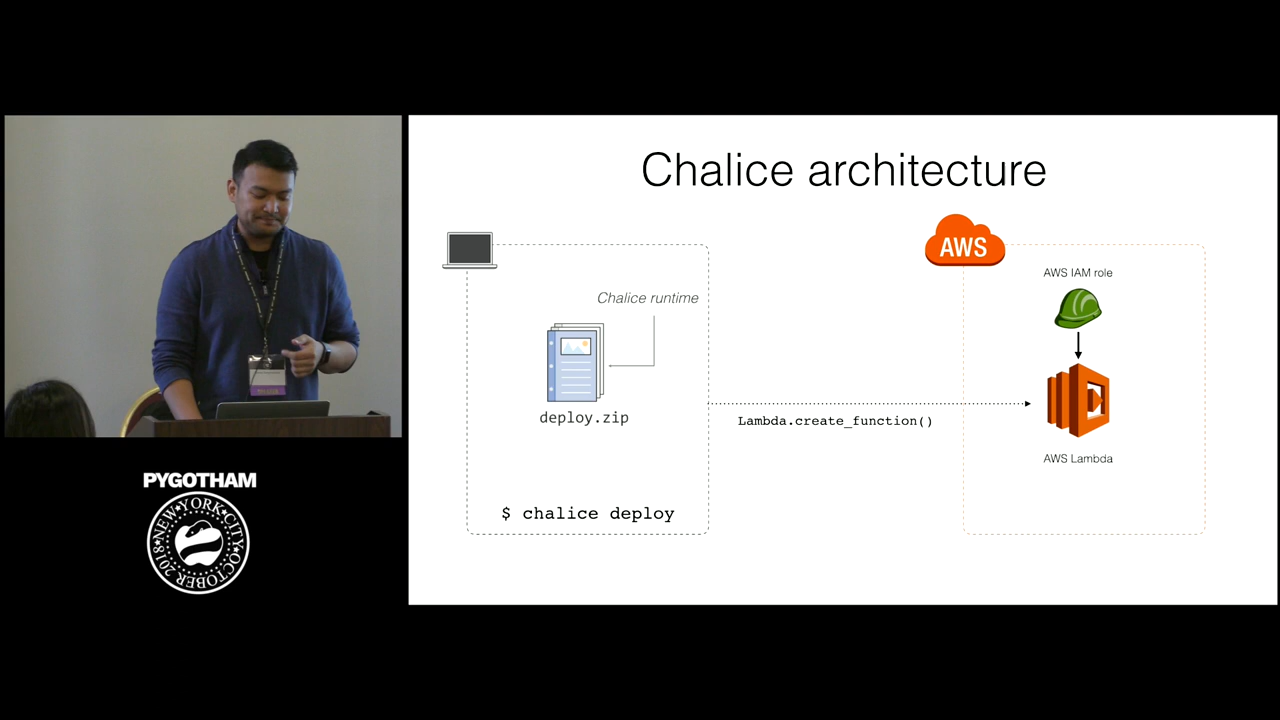 Chalice architecture
AWS
AWS IAM role
Chalice runtime
deploy.zip
Lambda.create_function()
AWS Lambda
$ chalice deploy
PYGOTHAM
NEW★YORK★CITY★OCTOBER 2018★